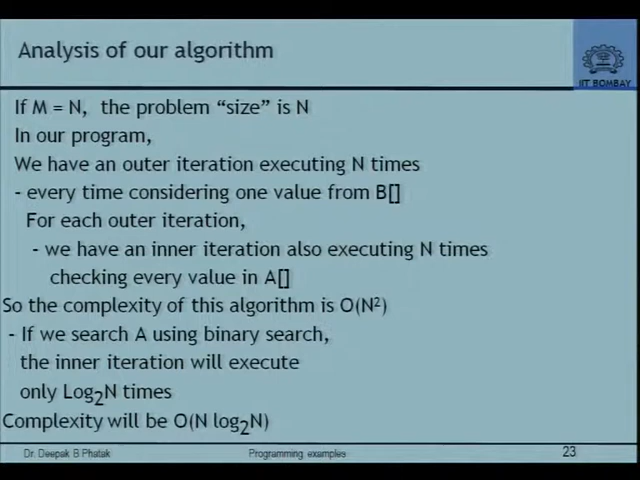 Analysis of our algorithm
IIT BOMBAY
If M = N, the problem “size” is N
In our program,
We have an outer iteration executing N times
- every time considering one value from B[]
For each outer iteration,
- we have an inner iteration also executing N times
checking every value in A[]
So the complexity of this algorithm is O(N²)
- If we search A using binary search,
the inner iteration will execute
only Log₂N times
Complexity will be O(N log₂N)
Dr. Deepak B Phatak
Programming examples
23